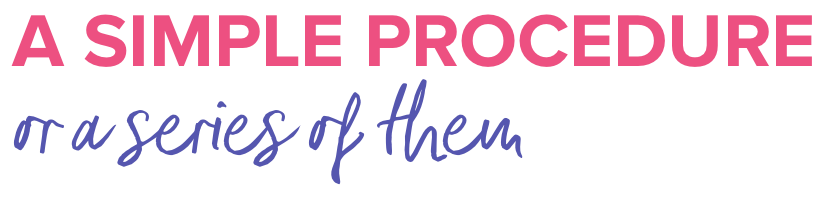 A SIMPLE PROCEDURE
or a series of them